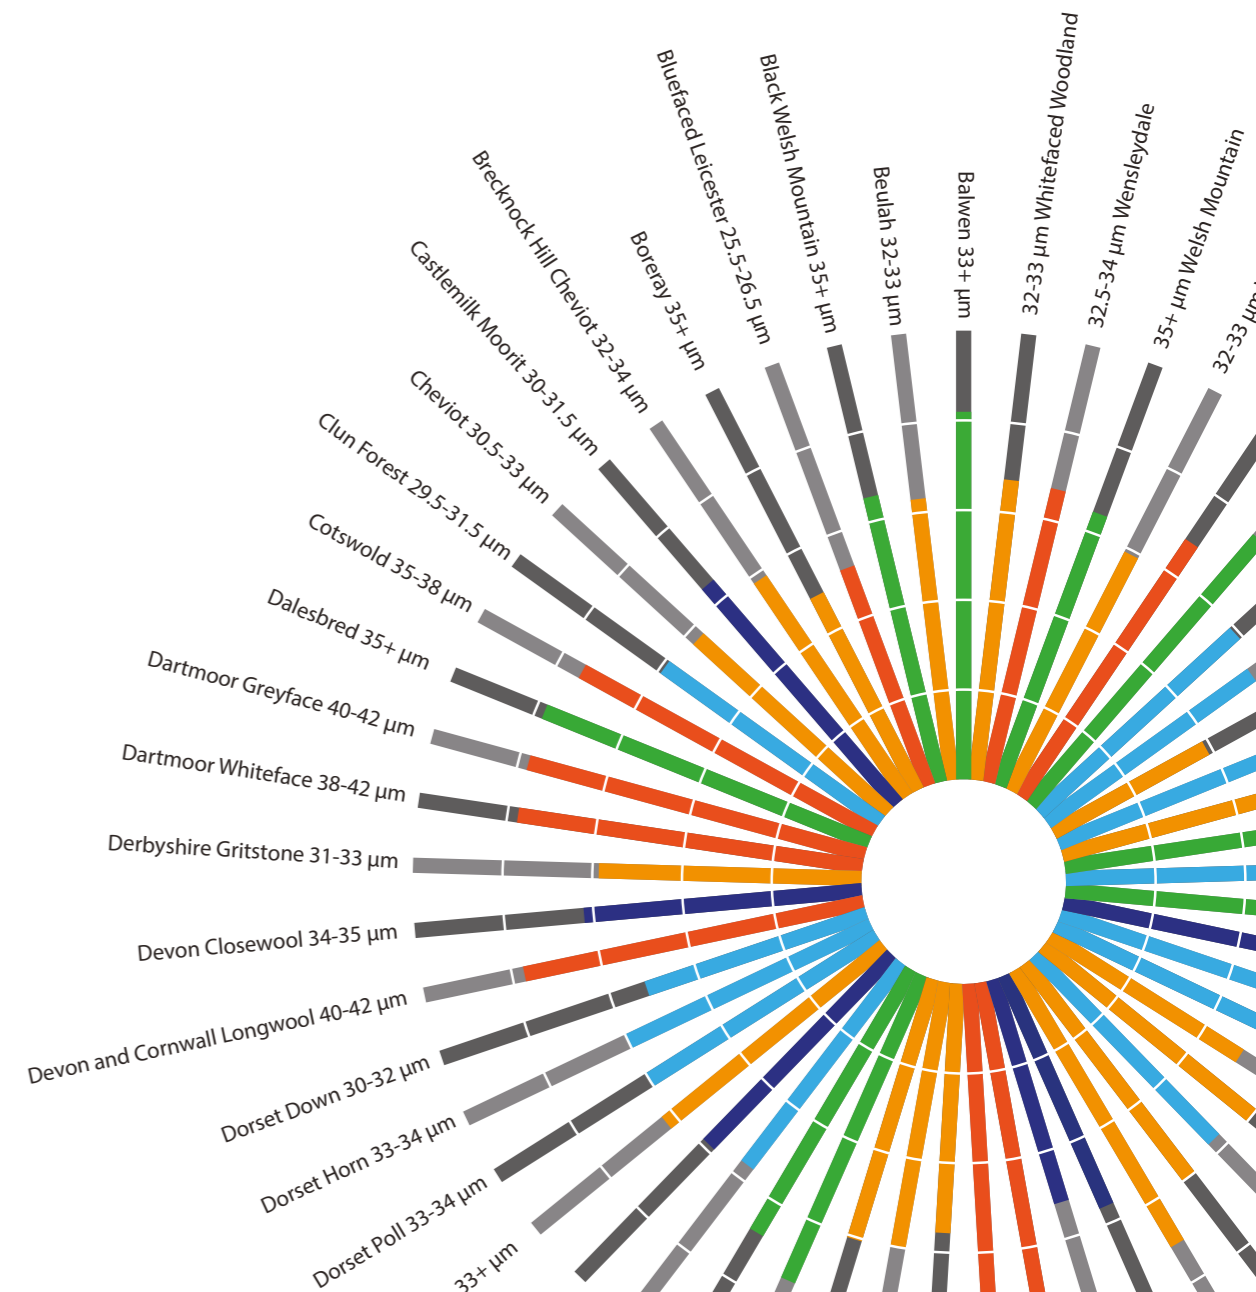 32-33 µm Whitefaced Woodland
32.5-34 µm Wensleydale
35+ µm Welsh Mountain
32-33 µm
Balwen 33+ µm
Beulah 32-33 µm
Black Welsh Mountain 35+ µm
Bluefaced Leicester 25.5-26.5 µm
Boreray 35+ µm
Brecknock Hill Cheviot 32-34 µm
Castlemilk Moorit 30-31.5 µm
Cheviot 30.5-33 µm
Clun Forest 29.5-31.5 µm
Cotswold 35-38 µm
Dalesbred 35+ µm
Dartmoor Greyface 40-42 µm
Dartmoor Whiteface 38-42 µm
Derbyshire Gritstone 31-33 µm
Devon Closewool 34-35 µm
Devon and Cornwall Longwool 40-42 µm
Dorset Down 30-32 µm
Dorset Horn 33-34 µm
Dorset Poll 33-34 µm
33+ µm